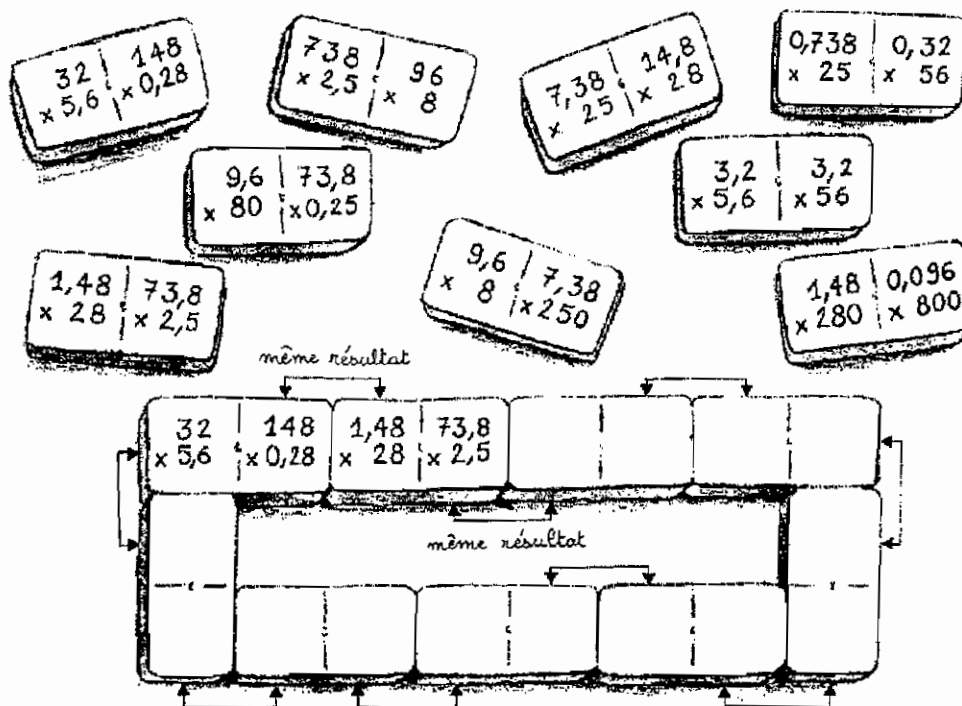 32 148
× 5,6 × 0,28
738 96
× 2,5 × 8
7,38 14,8
× 25 × 28
0,738 0,32
× 25 × 56
9,6 73,8
× 80 × 0,25
3,2 3,2
× 5,6 × 56
1,48 73,8
× 28 × 2,5
9,6 7,38
× 8 × 250
1,48 0,096
× 280 × 800
même résultat
32 148 1,48 73,8
× 5,6 × 0,28 × 28 × 2,5
même résultat